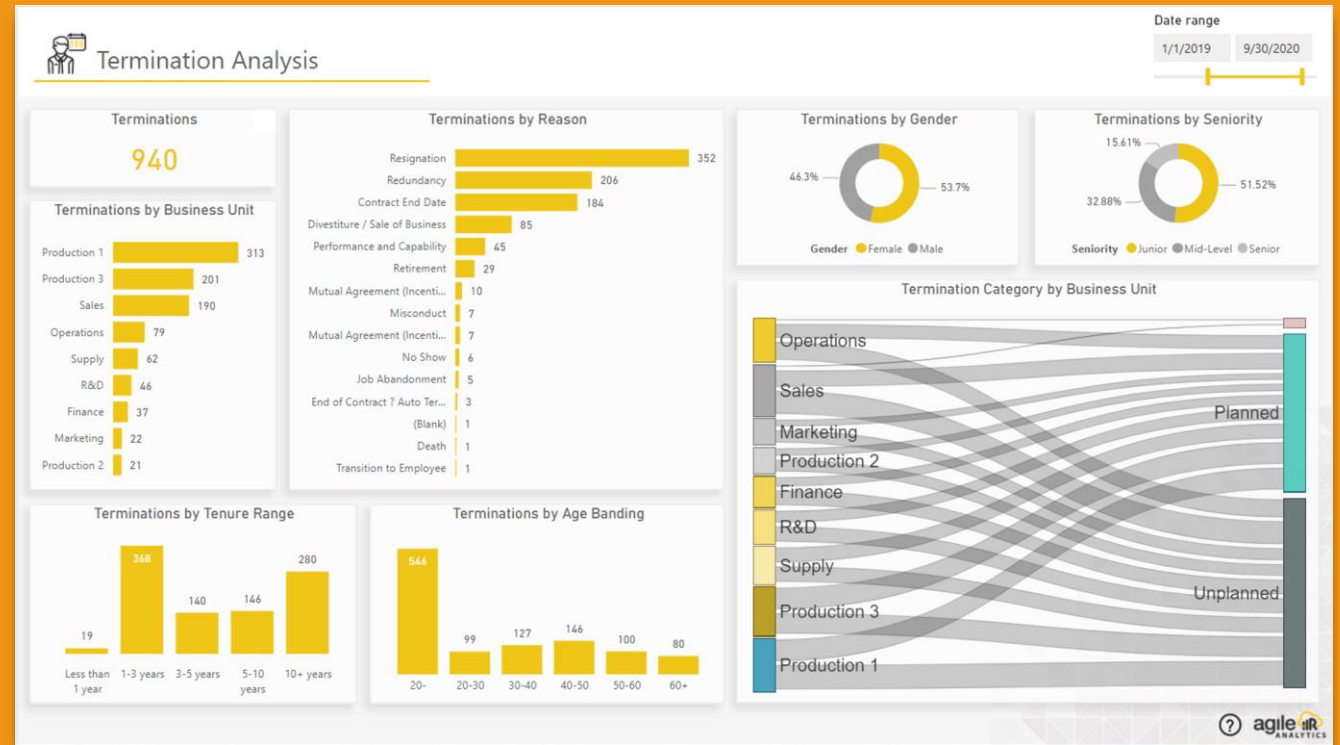 Termination Analysis
Date range
1/1/2019
9/30/2020
Terminations
940
Terminations by Business Unit
Production 1 313
Production 3 201
Sales 190
Operations 79
Supply 62
R&D 46
Finance 37
Marketing 22
Production 2 21
Terminations by Reason
Resignation 352
Redundancy 206
Contract End Date 184
Divestiture / Sale of Business 85
Performance and Capability 45
Retirement 29
Mutual Agreement (Incenti... 10
Misconduct 7
Mutual Agreement (Incenti... 7
No Show 6
Job Abandonment 5
End of Contract ? Auto Ter... 3
(Blank) 1
Death 1
Transition to Employee 1
Terminations by Gender
46.3%
53.7%
Gender Female Male
Terminations by Seniority
15.61%
51.52%
32.88%
Seniority Junior Mid-Level Senior
Termination Category by Business Unit
Operations
Sales
Marketing
Production 2
Finance
R&D
Supply
Production 3
Production 1
Planned
Unplanned
Terminations by Tenure Range
19
368
140
146
280
Less than
1 year
1-3 years
3-5 years
5-10
years
10+ years
Terminations by Age Banding
546
99
127
146
100
80
20-
20-30
30-40
40-50
50-60
60+
?
agile HR
ANALYTICS